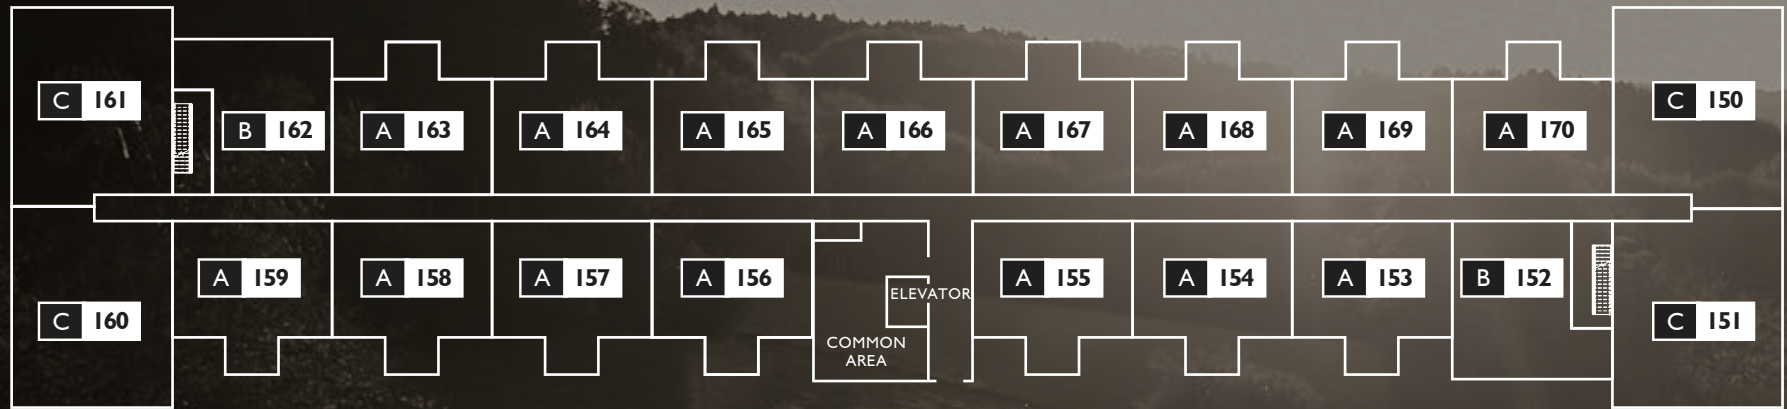 C 161
B 162
A 163
A 164
A 165
A 166
A 167
A 168
A 169
A 170
C 150
A 159
A 158
A 157
A 156
ELEVATOR
COMMON
AREA
A 155
A 154
A 153
B 152
C 160
C 151